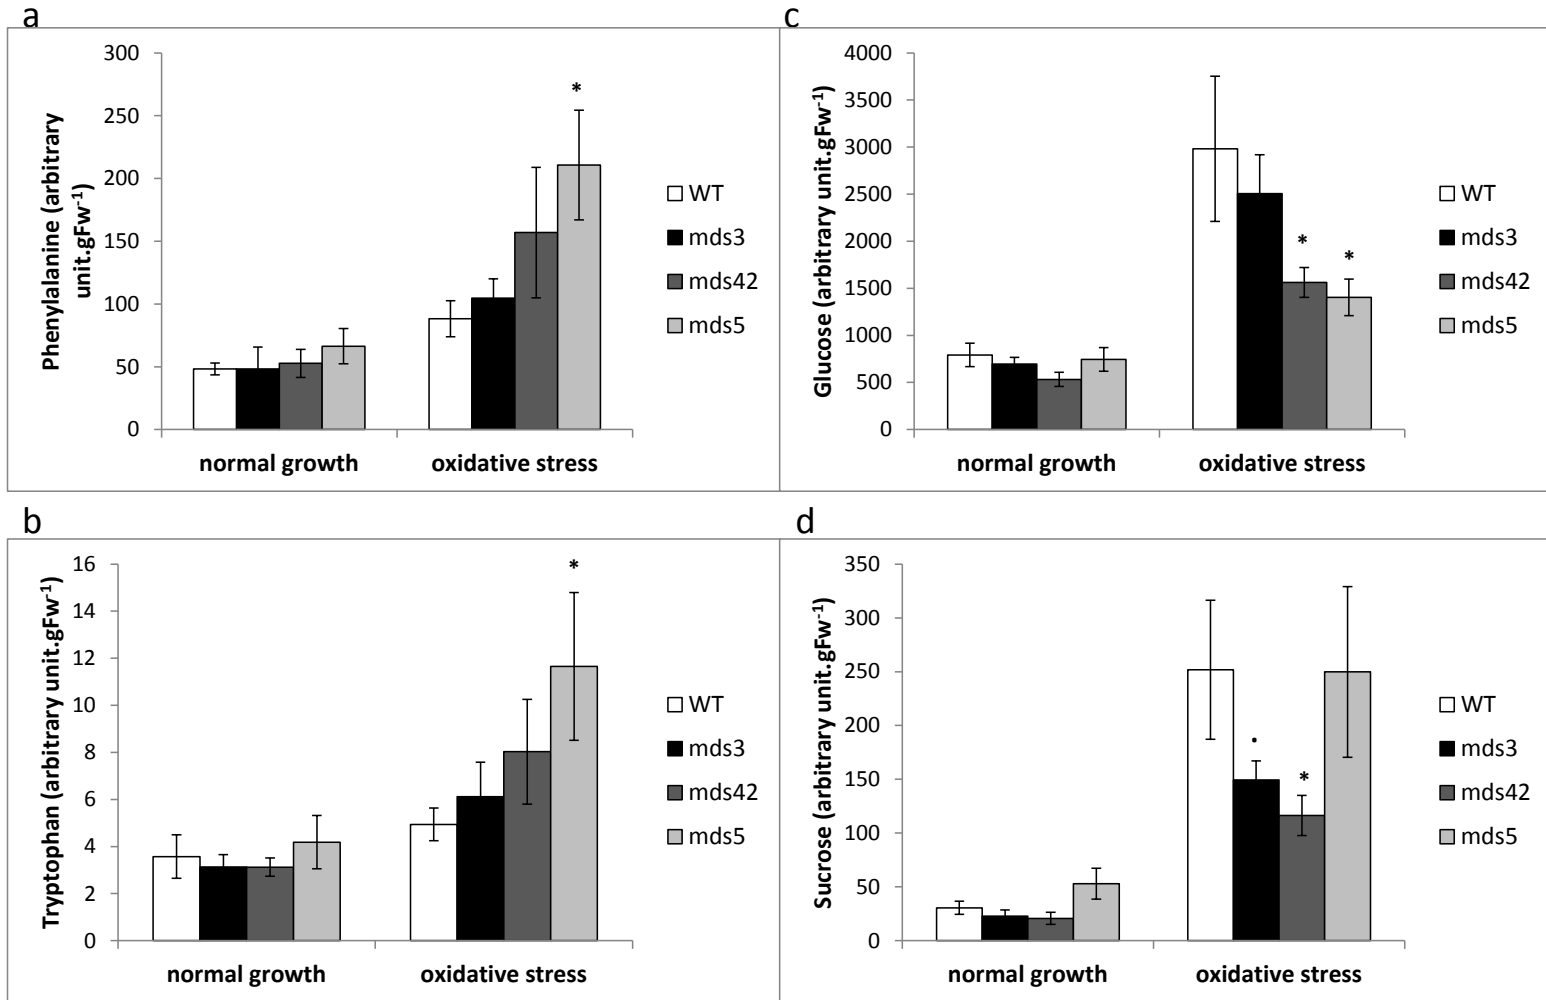 a
Phenylalanine (arbitrary
unit.gFw-1)
300
250
200
150
100
50
0
*
normal growth
oxidative stress
WT
mds3
mds42
mds5
c
Glucose (arbitrary unit.gFw-1)
4000
3500
3000
2500
2000
1500
1000
500
0
*
*
normal growth
oxidative stress
WT
mds3
mds42
mds5
b
Tryptophan (arbitrary unit.gFw-1)
16
14
12
10
8
6
4
2
0
*
normal growth
oxidative stress
WT
mds3
mds42
mds5
d
Sucrose (arbitrary unit.gFw-1)
350
300
250
200
150
100
50
0
.
*
normal growth
oxidative stress
WT
mds3
mds42
mds5